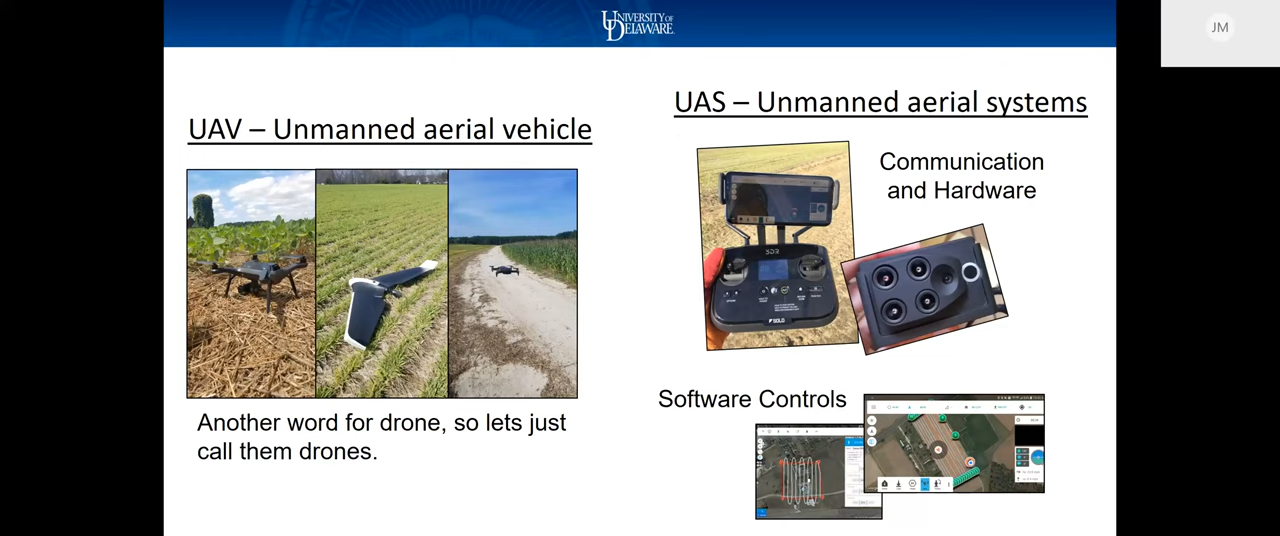 UNIVERSITY OF
DELAWARE
JM
UAV – Unmanned aerial vehicle
Another word for drone, so lets just
call them drones.
UAS – Unmanned aerial systems
Communication
and Hardware
3DR
SOLO
Software Controls